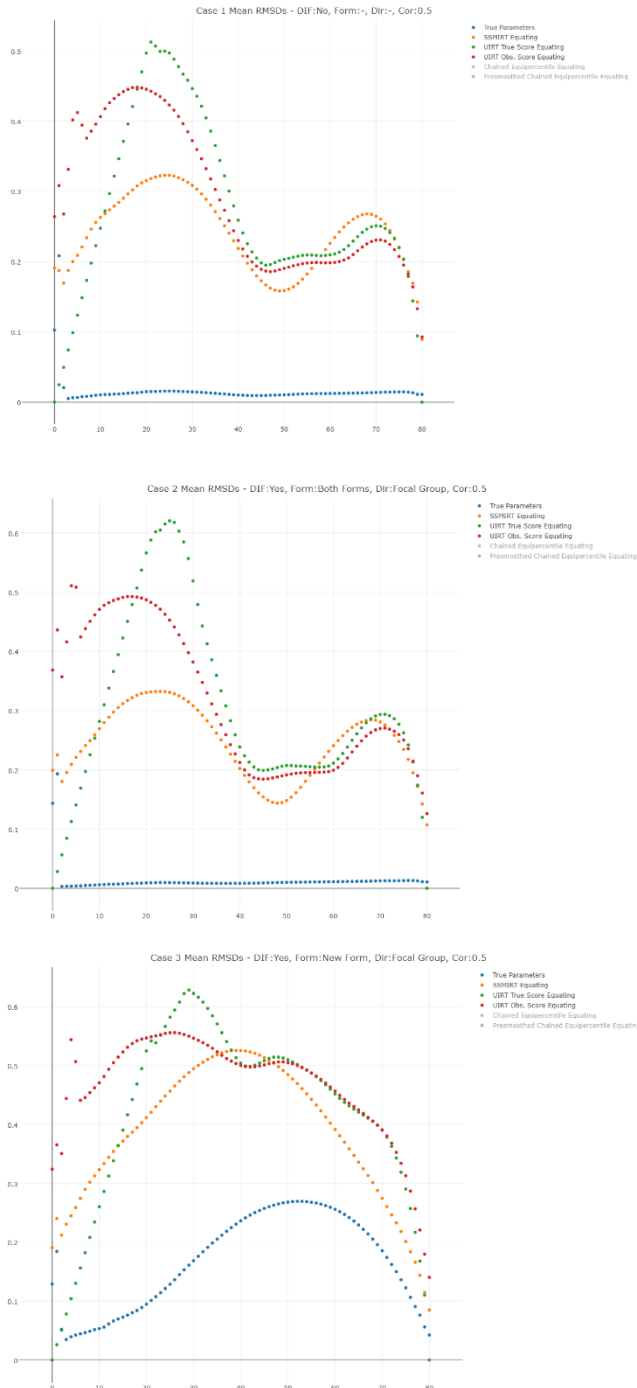 Case 1 Mean RMSDs - DIF:No, Form:-, Dir:-, Cor:0.5
True Parameters
SSMIRT Equating
UIRT True Score Equating
UIRT Obs. Score Equating
Chained Equipercentile Equating
Presmoothed Chained Equipercentile Equating
0.5
0.4
0.3
0.2
0.1
0
0 10 20 30 40 50 60 70 80
Case 2 Mean RMSDs - DIF:Yes, Form:Both Forms, Dir:Focal Group, Cor:0.5
True Parameters
SSMIRT Equating
UIRT True Score Equating
UIRT Obs. Score Equating
Chained Equipercentile Equating
Presmoothed Chained Equipercentile Equating
0.6
0.5
0.4
0.3
0.2
0.1
0
0 10 20 30 40 50 60 70 80
Case 3 Mean RMSDs - DIF:Yes, Form:New Form, Dir:Focal Group, Cor:0.5
True Parameters
SSMIRT Equating
UIRT True Score Equating
UIRT Obs. Score Equating
Chained Equipercentile Equating
Presmoothed Chained Equipercentile Equatin
0.6
0.5
0.4
0.3
0.2
0.1
0
0 10 20 30 40 50 60 70 80